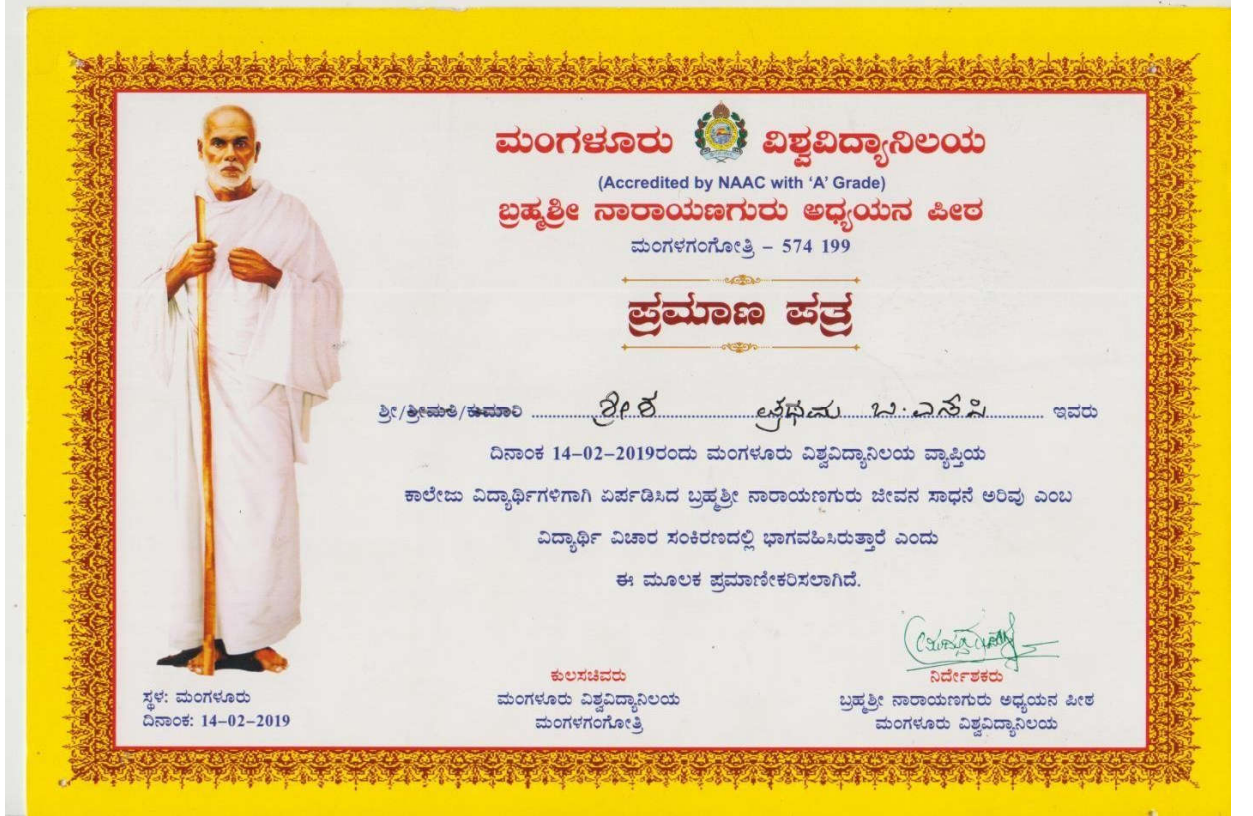 ಮಂಗಳೂರು ವಿಶ್ವವಿದ್ಯಾನಿಲಯ
(Accredited by NAAC with ‘A’ Grade)
ಬ್ರಹ್ಮಶ್ರೀ ನಾರಾಯಣಗುರು ಅಧ್ಯಯನ ಪೀಠ
ಮಂಗಳಗಂಗೋತ್ರಿ – 574 199
ಪ್ರಮಾಣ ಪತ್ರ
ಶ್ರೀ/ಶ್ರೀಮತಿ/ಕುಮಾರಿ ಶ್ರೀಶ ಪ್ರಥಮ ಬಿ.ಎಸ್ಸಿ ಇವರು
ದಿನಾಂಕ 14–02–2019ರಂದು ಮಂಗಳೂರು ವಿಶ್ವವಿದ್ಯಾನಿಲಯ ವ್ಯಾಪ್ತಿಯ
ಕಾಲೇಜು ವಿದ್ಯಾರ್ಥಿಗಳಿಗಾಗಿ ಏರ್ಪಡಿಸಿದ ಬ್ರಹ್ಮಶ್ರೀ ನಾರಾಯಣಗುರು ಜೀವನ ಸಾಧನೆ ಅರಿವು ಎಂಬ
ವಿದ್ಯಾರ್ಥಿ ವಿಚಾರ ಸಂಕಿರಣದಲ್ಲಿ ಭಾಗವಹಿಸಿರುತ್ತಾರೆ ಎಂದು
ಈ ಮೂಲಕ ಪ್ರಮಾಣೀಕರಿಸಲಾಗಿದೆ.
ಸ್ಥಳ: ಮಂಗಳೂರು
ದಿನಾಂಕ: 14–02–2019
ಕುಲಸಚಿವರು
ಮಂಗಳೂರು ವಿಶ್ವವಿದ್ಯಾನಿಲಯ
ಮಂಗಳಗಂಗೋತ್ರಿ
ನಿರ್ದೇಶಕರು
ಬ್ರಹ್ಮಶ್ರೀ ನಾರಾಯಣಗುರು ಅಧ್ಯಯನ ಪೀಠ
ಮಂಗಳೂರು ವಿಶ್ವವಿದ್ಯಾನಿಲಯ